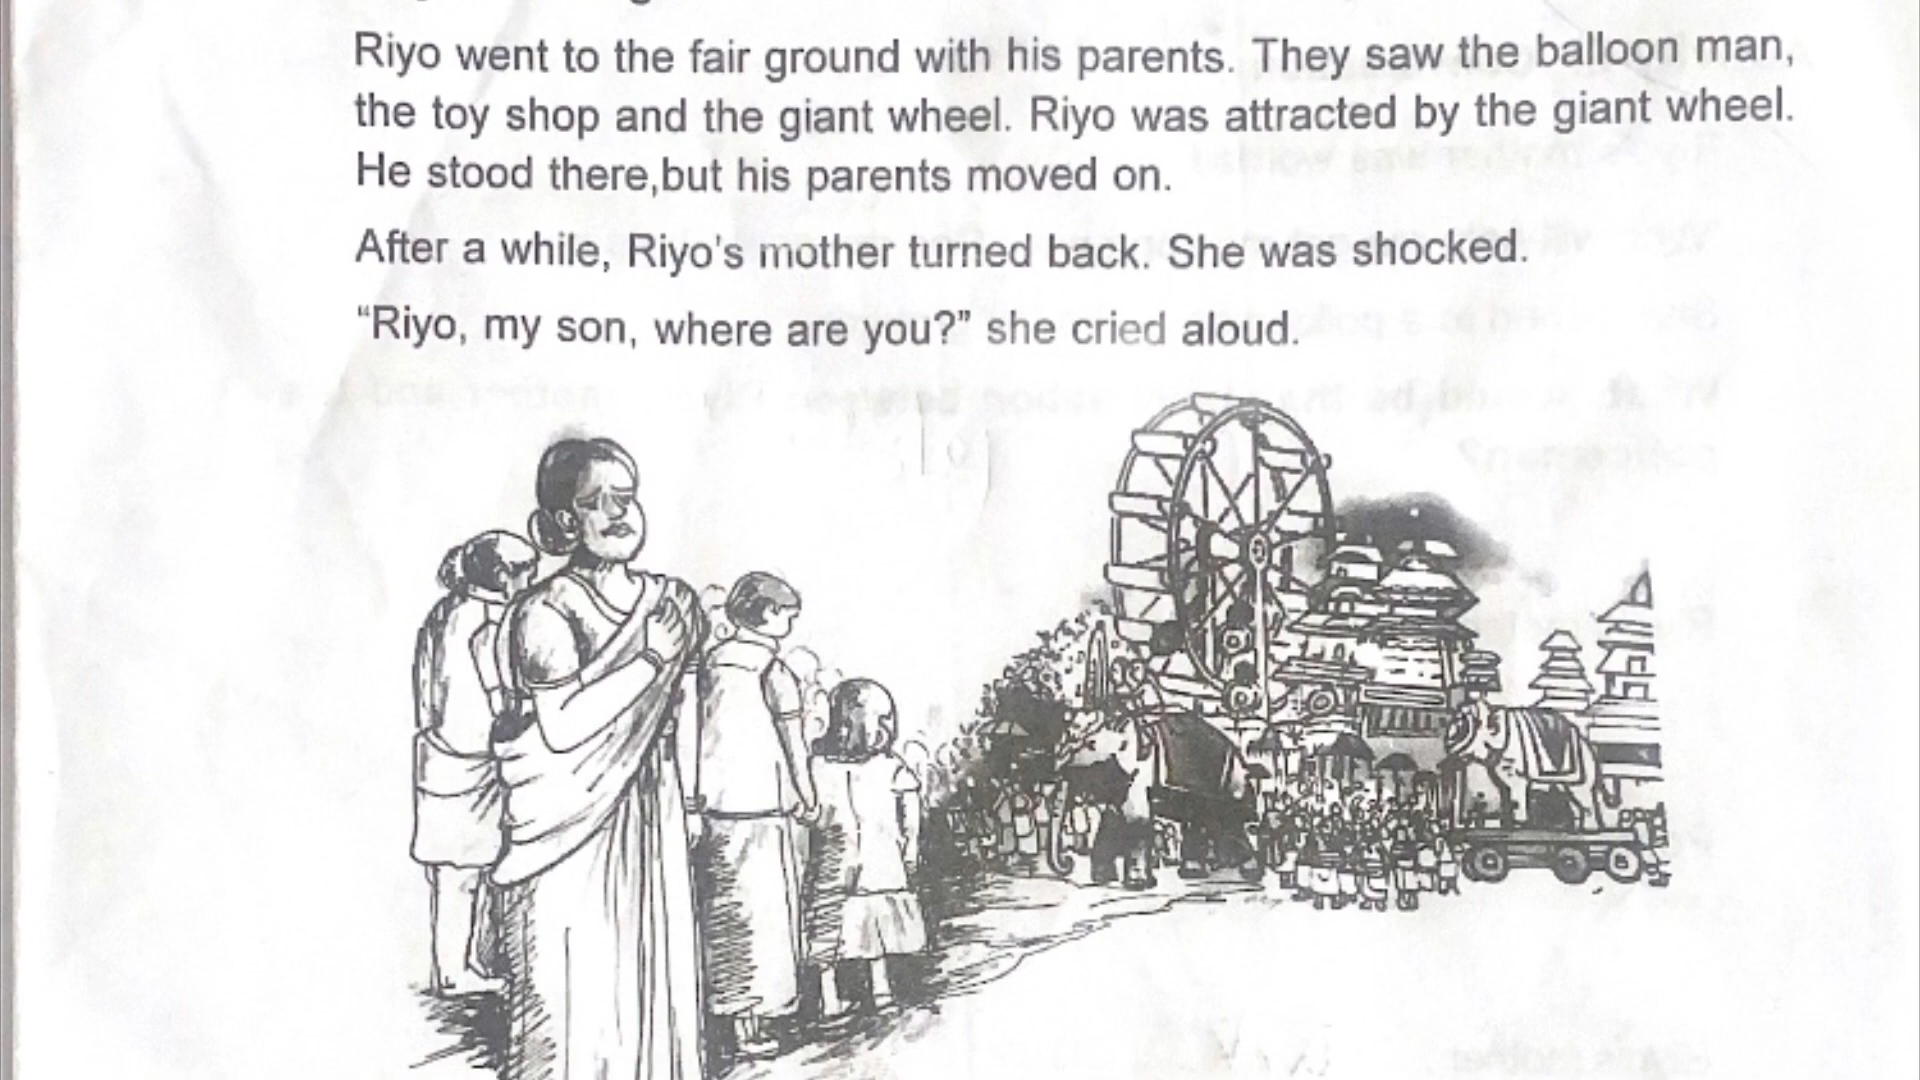 Riyo went to the fair ground with his parents. They saw the balloon man,
the toy shop and the giant wheel. Riyo was attracted by the giant wheel.
He stood there,but his parents moved on.
After a while, Riyo's mother turned back. She was shocked.
“Riyo, my son, where are you?” she cried aloud.